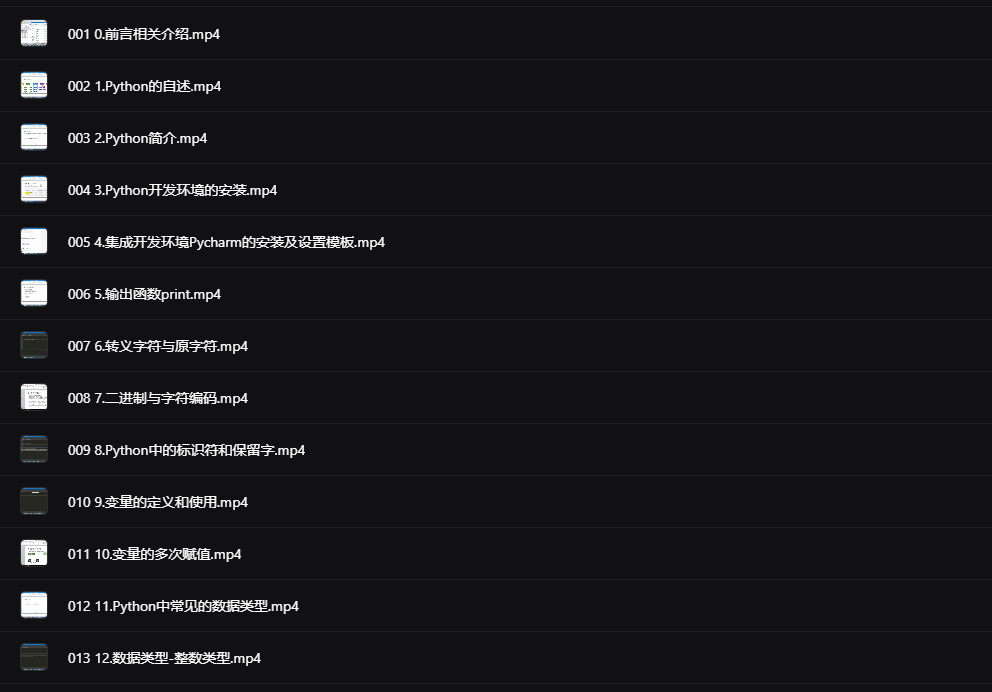 001 0.前言相关介绍.mp4
002 1.Python的自述.mp4
003 2.Python简介.mp4
004 3.Python开发环境的安装.mp4
005 4.集成开发环境Pycharm的安装及设置模板.mp4
006 5.输出函数print.mp4
007 6.转义字符与原字符.mp4
008 7.二进制与字符编码.mp4
009 8.Python中的标识符和保留字.mp4
010 9.变量的定义和使用.mp4
011 10.变量的多次赋值.mp4
012 11.Python中常见的数据类型.mp4
013 12.数据类型-整数类型.mp4